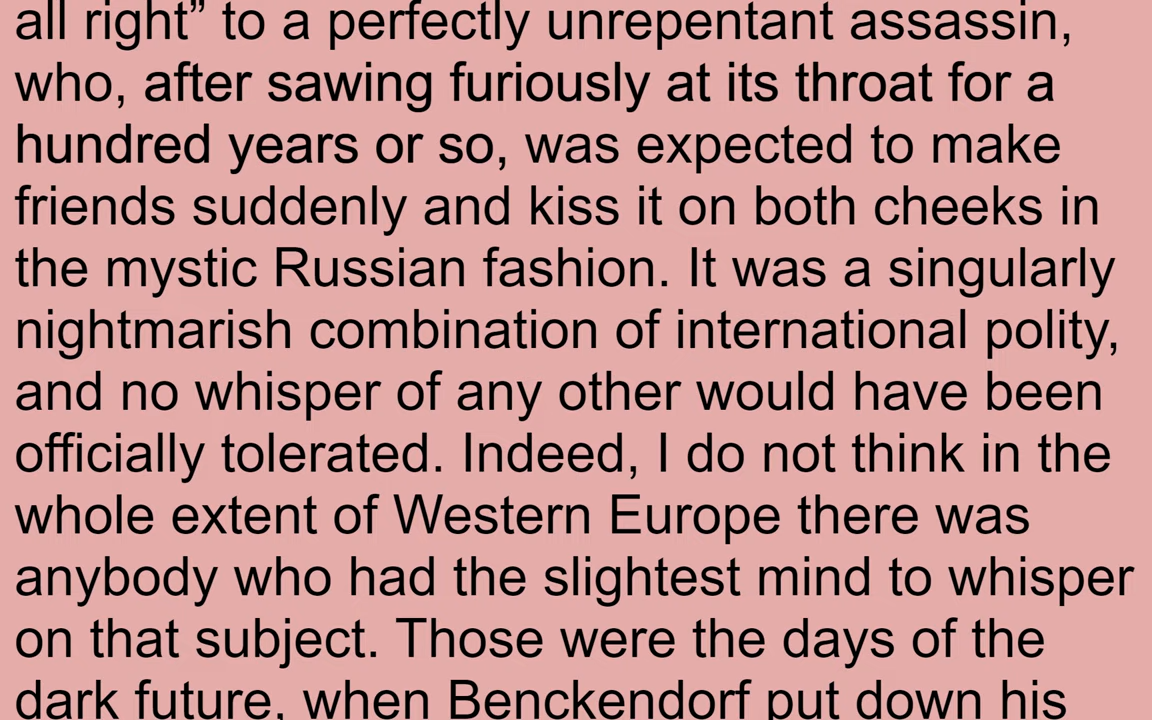 all right” to a perfectly unrepentant assassin,
who, after sawing furiously at its throat for a
hundred years or so, was expected to make
friends suddenly and kiss it on both cheeks in
the mystic Russian fashion. It was a singularly
nightmarish combination of international polity,
and no whisper of any other would have been
officially tolerated. Indeed, I do not think in the
whole extent of Western Europe there was
anybody who had the slightest mind to whisper
on that subject. Those were the days of the
dark future, when Benckendorf put down his